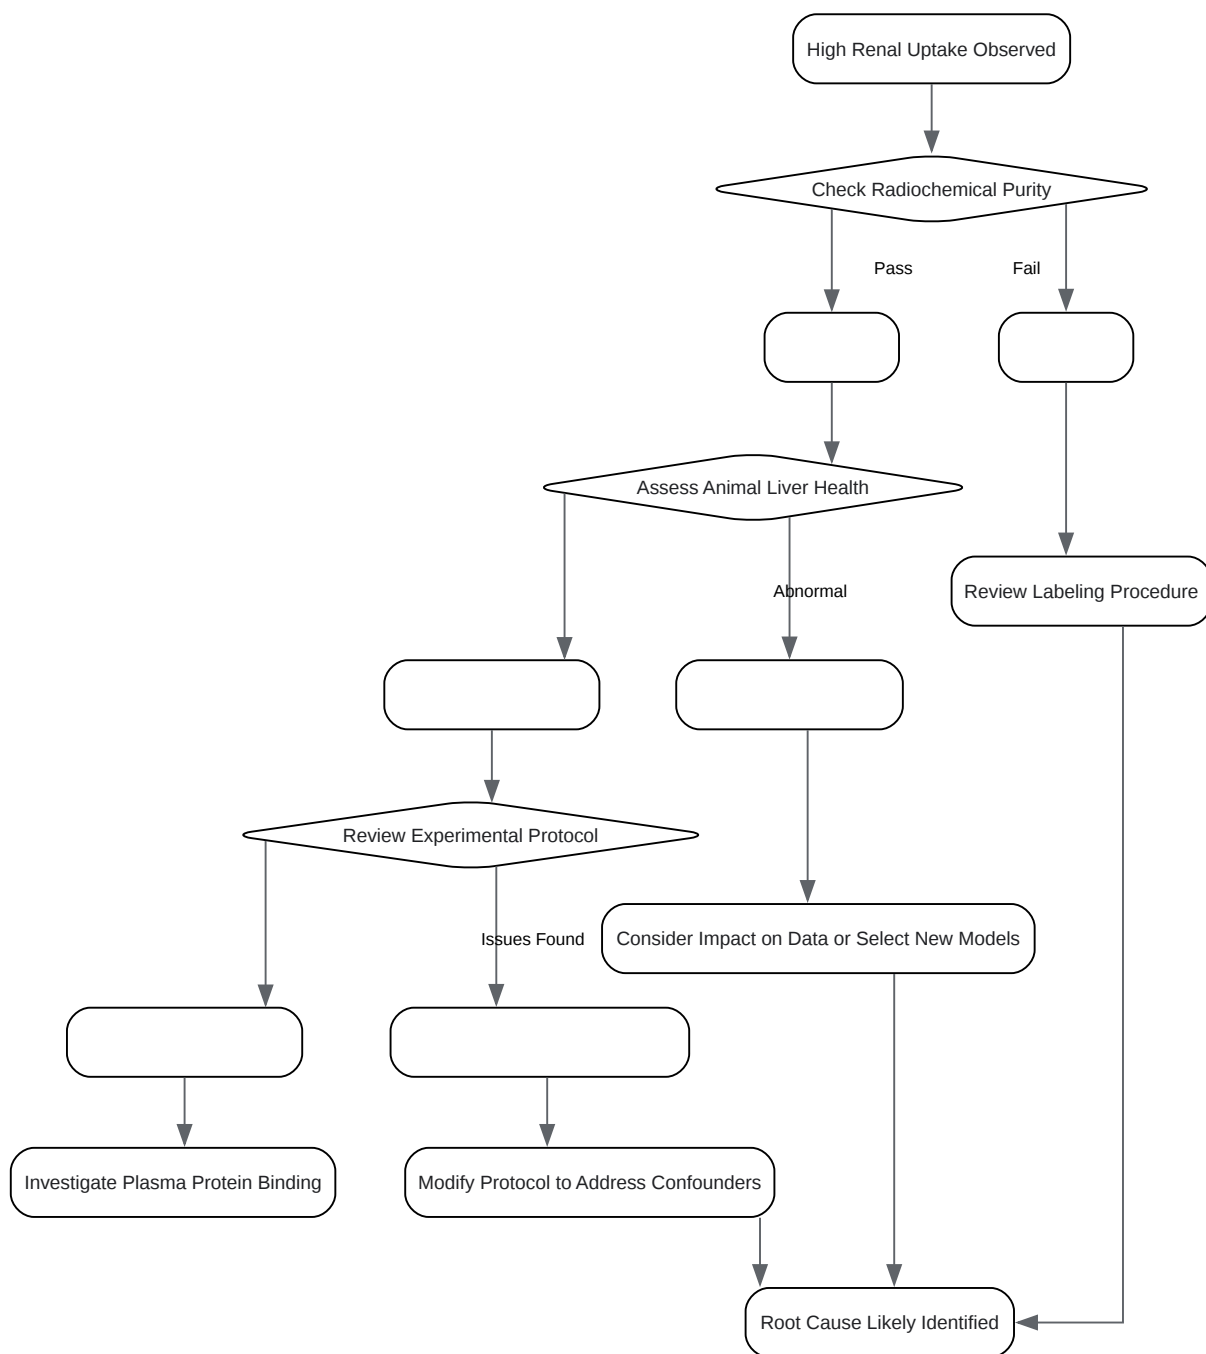 High Renal Uptake Observed
Check Radiochemical Purity
Pass
Fail
Assess Animal Liver Health
Abnormal
Review Labeling Procedure
Review Experimental Protocol
Issues Found
Consider Impact on Data or Select New Models
Investigate Plasma Protein Binding
Modify Protocol to Address Confounders
Root Cause Likely Identified